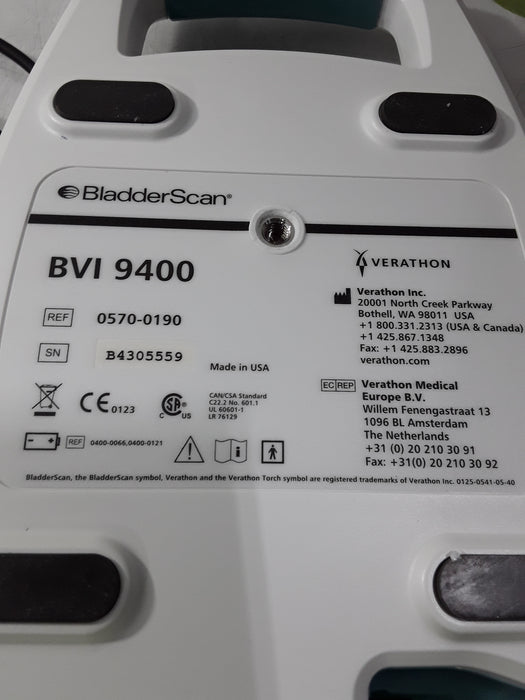 BladderScan®
BVI 9400
REF 0570-0190
SN B4305559
Made in USA
CE 0123
CSA C US
CAN/CSA Standard
C22.2 No. 601.1
UL 60601-1
LR 76129
REF 0400-0066,0400-0121
VERATHON
Verathon Inc.
20001 North Creek Parkway
Bothell, WA 98011 USA
+1 800.331.2313 (USA & Canada)
+1 425.867.1348
Fax: +1 425.883.2896
verathon.com
EC REP Verathon Medical
Europe B.V.
Willem Fenengastraat 13
1096 BL Amsterdam
The Netherlands
+31 (0) 20 210 30 91
Fax: +31(0) 20 210 30 92
BladderScan, the BladderScan symbol, Verathon and the Verathon Torch symbol are registered trademarks of Verathon Inc. 0125-0541-05-40